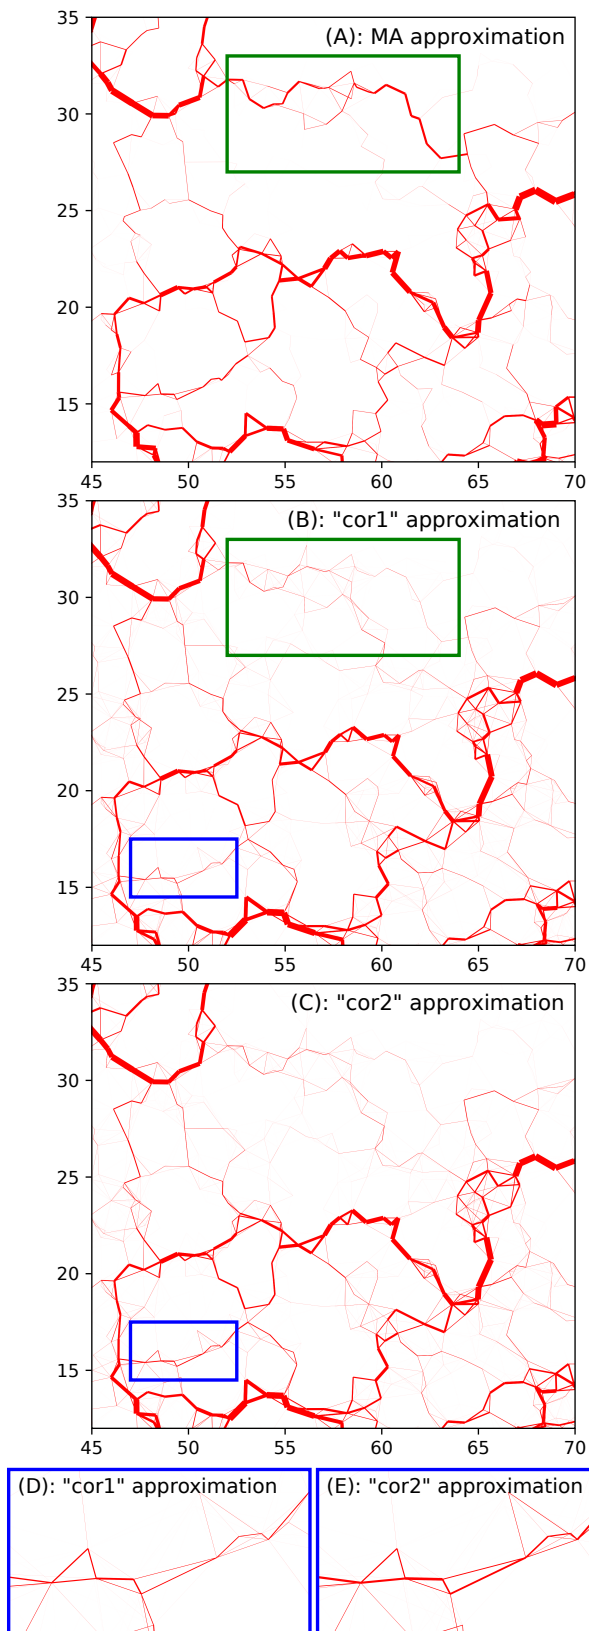 (A): MA approximation
35
30
25
20
15
45 50 55 60 65 70
(B): "cor1" approximation
35
30
25
20
15
45 50 55 60 65 70
(C): "cor2" approximation
35
30
25
20
15
45 50 55 60 65 70
(D): "cor1" approximation
(E): "cor2" approximation